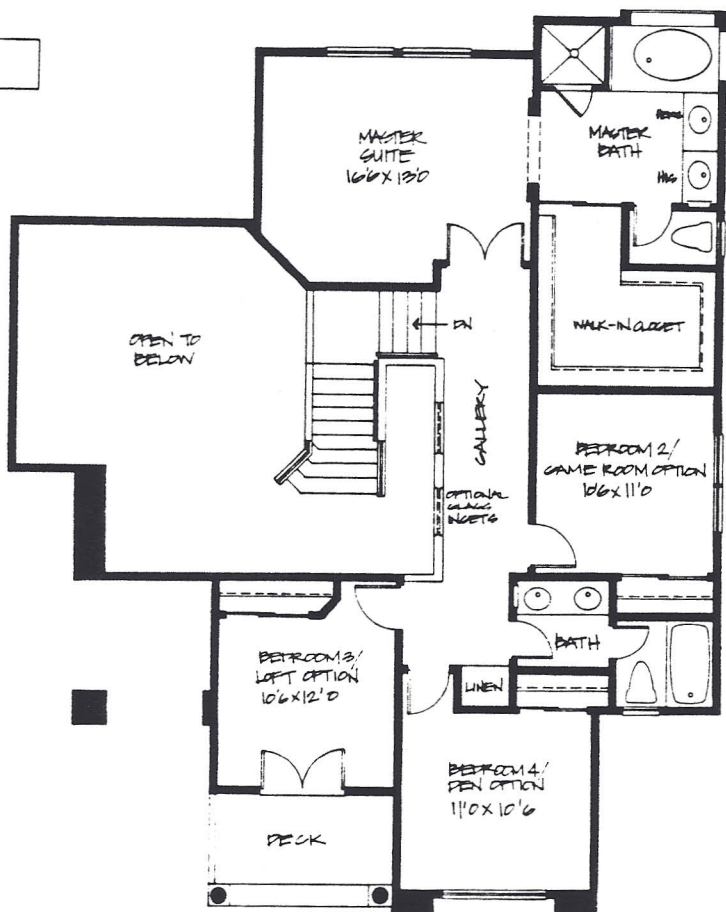 MASTER
SUITE
16'6 X 13'0
MASTER
BATH
HERS
HIS
OPEN TO
BELOW
DN
WALK-IN CLOSET
GALLERY
BEDROOM 2/
GAME ROOM OPTION
10'6 X 11'0
OPTIONAL
GLASS
INSETS
BATH
LINEN
BEDROOM 3/
LOFT OPTION
10'6 X 12'0
BEDROOM 4/
DEN OPTION
11'0 X 10'6
DECK